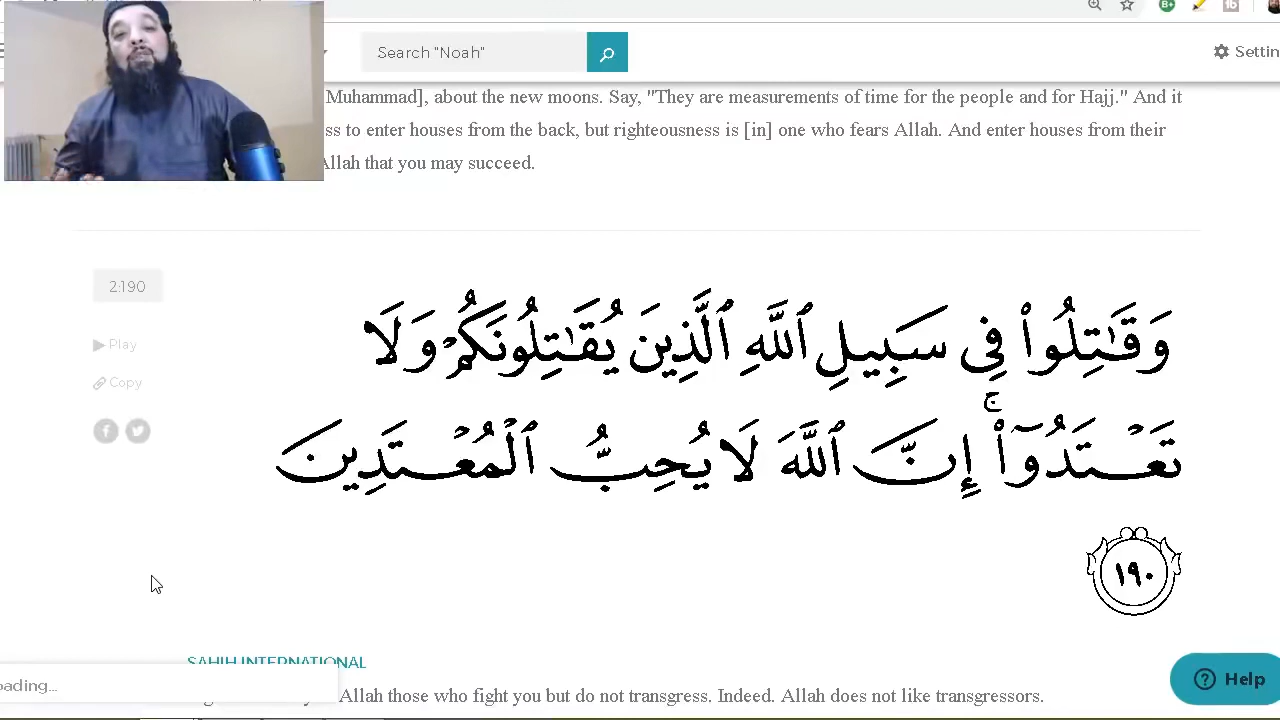 Search "Noah"
Settin
Muhammad], about the new moons. Say, "They are measurements of time for the people and for Hajj." And it
ss to enter houses from the back, but righteousness is [in] one who fears Allah. And enter houses from their
Allah that you may succeed.
2:190
Play
Copy
وَقَـٰتِلُوا۟ فِى سَبِيلِ ٱللَّهِ ٱلَّذِينَ يُقَـٰتِلُونَكُمْ وَلَا
تَعْتَدُوٓا۟ ۚ إِنَّ ٱللَّهَ لَا يُحِبُّ ٱلْمُعْتَدِينَ
١٩٠
SAHIH INTERNATIONAL
oading...
Allah those who fight you but do not transgress. Indeed. Allah does not like transgressors.
Help